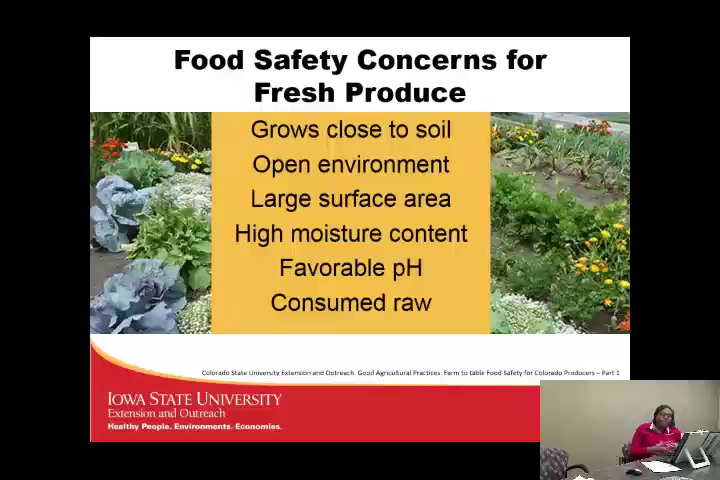 Food Safety Concerns for
Fresh Produce
Grows close to soil
Open environment
Large surface area
High moisture content
Favorable pH
Consumed raw
Colorado State University Extension and Outreach. Good Agricultural Practices: Farm to table Food Safety for Colorado Producers – Part 1
IOWA STATE UNIVERSITY
Extension and Outreach
Healthy People. Environments. Economies.